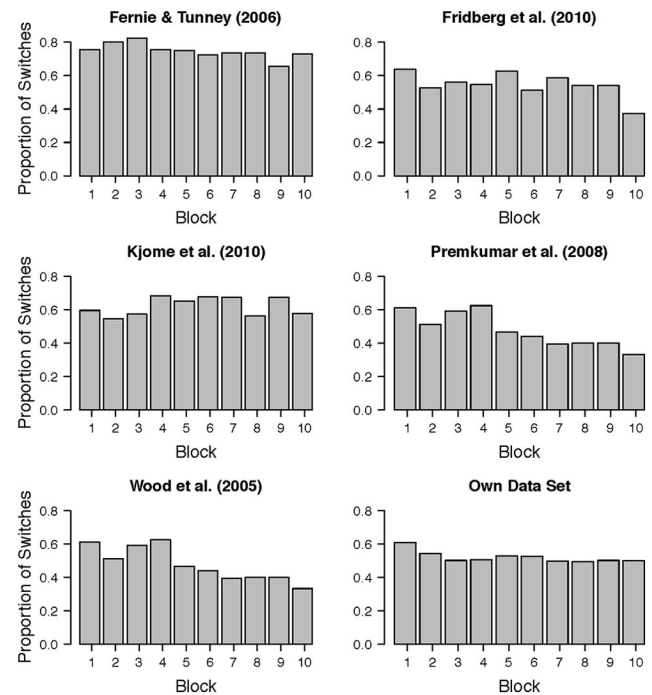 Fernie & Tunney (2006)
Proportion of Switches
0.8
0.6
0.4
0.2
0.0
1 2 3 4 5 6 7 8 9 10
Block
Fridberg et al. (2010)
0.8
0.6
0.4
0.2
0.0
1 2 3 4 5 6 7 8 9 10
Block
Kjome et al. (2010)
Proportion of Switches
0.8
0.6
0.4
0.2
0.0
1 2 3 4 5 6 7 8 9 10
Block
Premkumar et al. (2008)
0.8
0.6
0.4
0.2
0.0
1 2 3 4 5 6 7 8 9 10
Block
Wood et al. (2005)
Proportion of Switches
0.8
0.6
0.4
0.2
0.0
1 2 3 4 5 6 7 8 9 10
Block
Own Data Set
0.8
0.6
0.4
0.2
0.0
1 2 3 4 5 6 7 8 9 10
Block